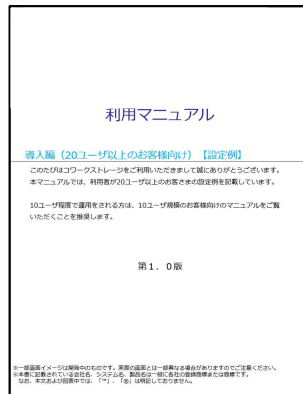 利用マニュアル
導入編（20ユーザ以上のお客様向け）【設定例】
このたびはコワークストレージをご利用いただきまして誠にありがとうございます。
本マニュアルでは、利用者が20ユーザ以上のお客さまの設定例を記載しています。
10ユーザ程度で運用をされる方は、10ユーザ規模のお客様向けのマニュアルをご覧
いただくことを推奨します。
第１．０版
※一部画面イメージは開発中のものです。実際の画面とは一部異なる場合がありますのでご注意ください。
※本書に記載されている会社名、システム名、製品名は一般に各社の登録商標または商標です。
なお、本文および図表中では、「™」、「®」は明記しておりません。